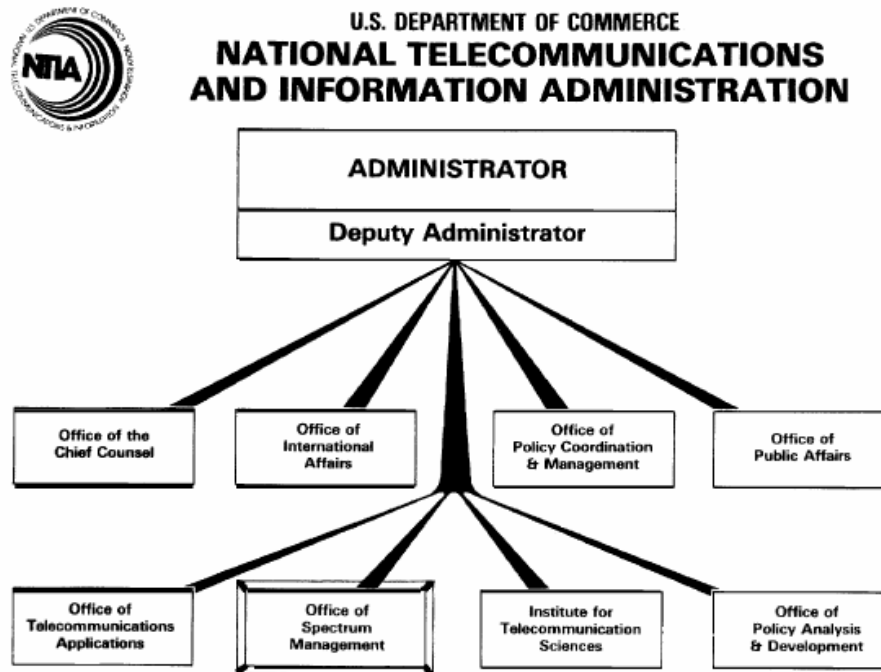 U.S. DEPARTMENT OF COMMERCE
NATIONAL TELECOMMUNICATIONS
AND INFORMATION ADMINISTRATION
NTIA
ADMINISTRATOR
Deputy Administrator
Office of the
Chief Counsel
Office of
International
Affairs
Office of
Policy Coordination
& Management
Office of
Public Affairs
Office of
Telecommunications
Applications
Office of
Spectrum
Management
Institute for
Telecommunication
Sciences
Office of
Policy Analysis
& Development